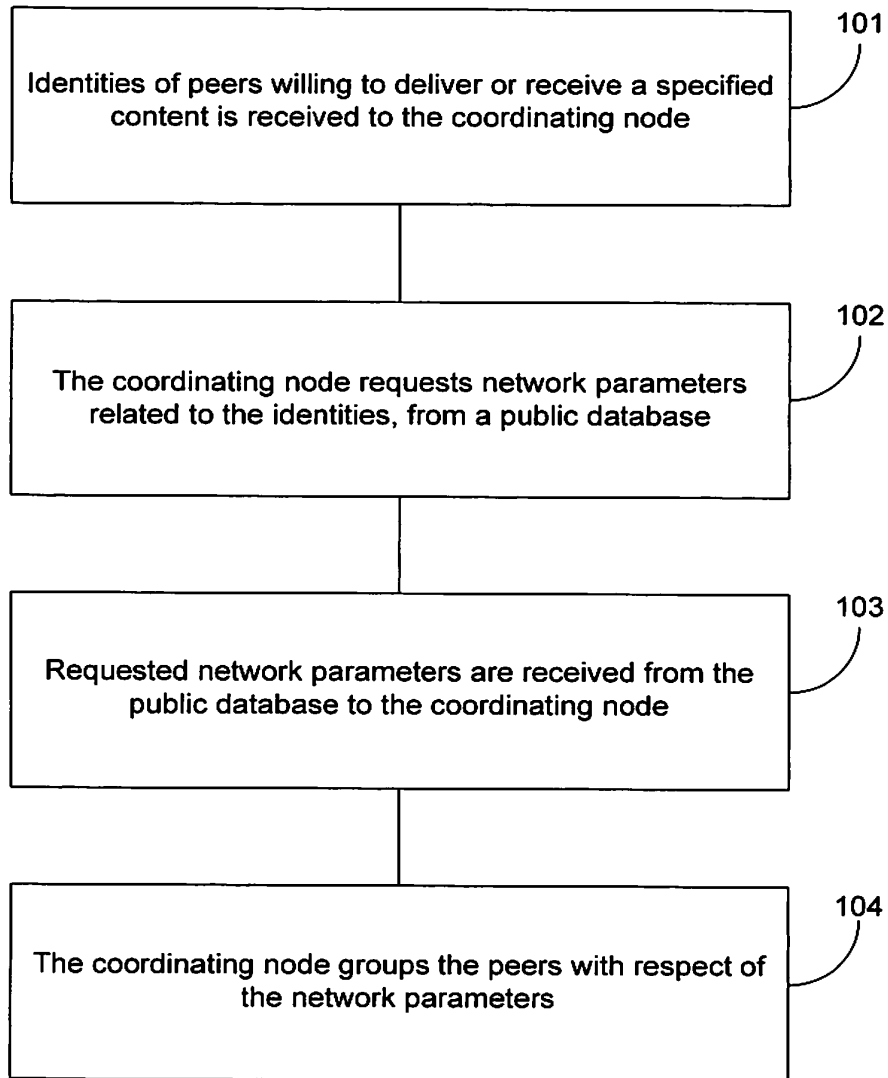 101
Identities of peers willing to deliver or receive a specified
content is received to the coordinating node
102
The coordinating node requests network parameters
related to the identities, from a public database
103
Requested network parameters are received from the
public database to the coordinating node
104
The coordinating node groups the peers with respect of
the network parameters